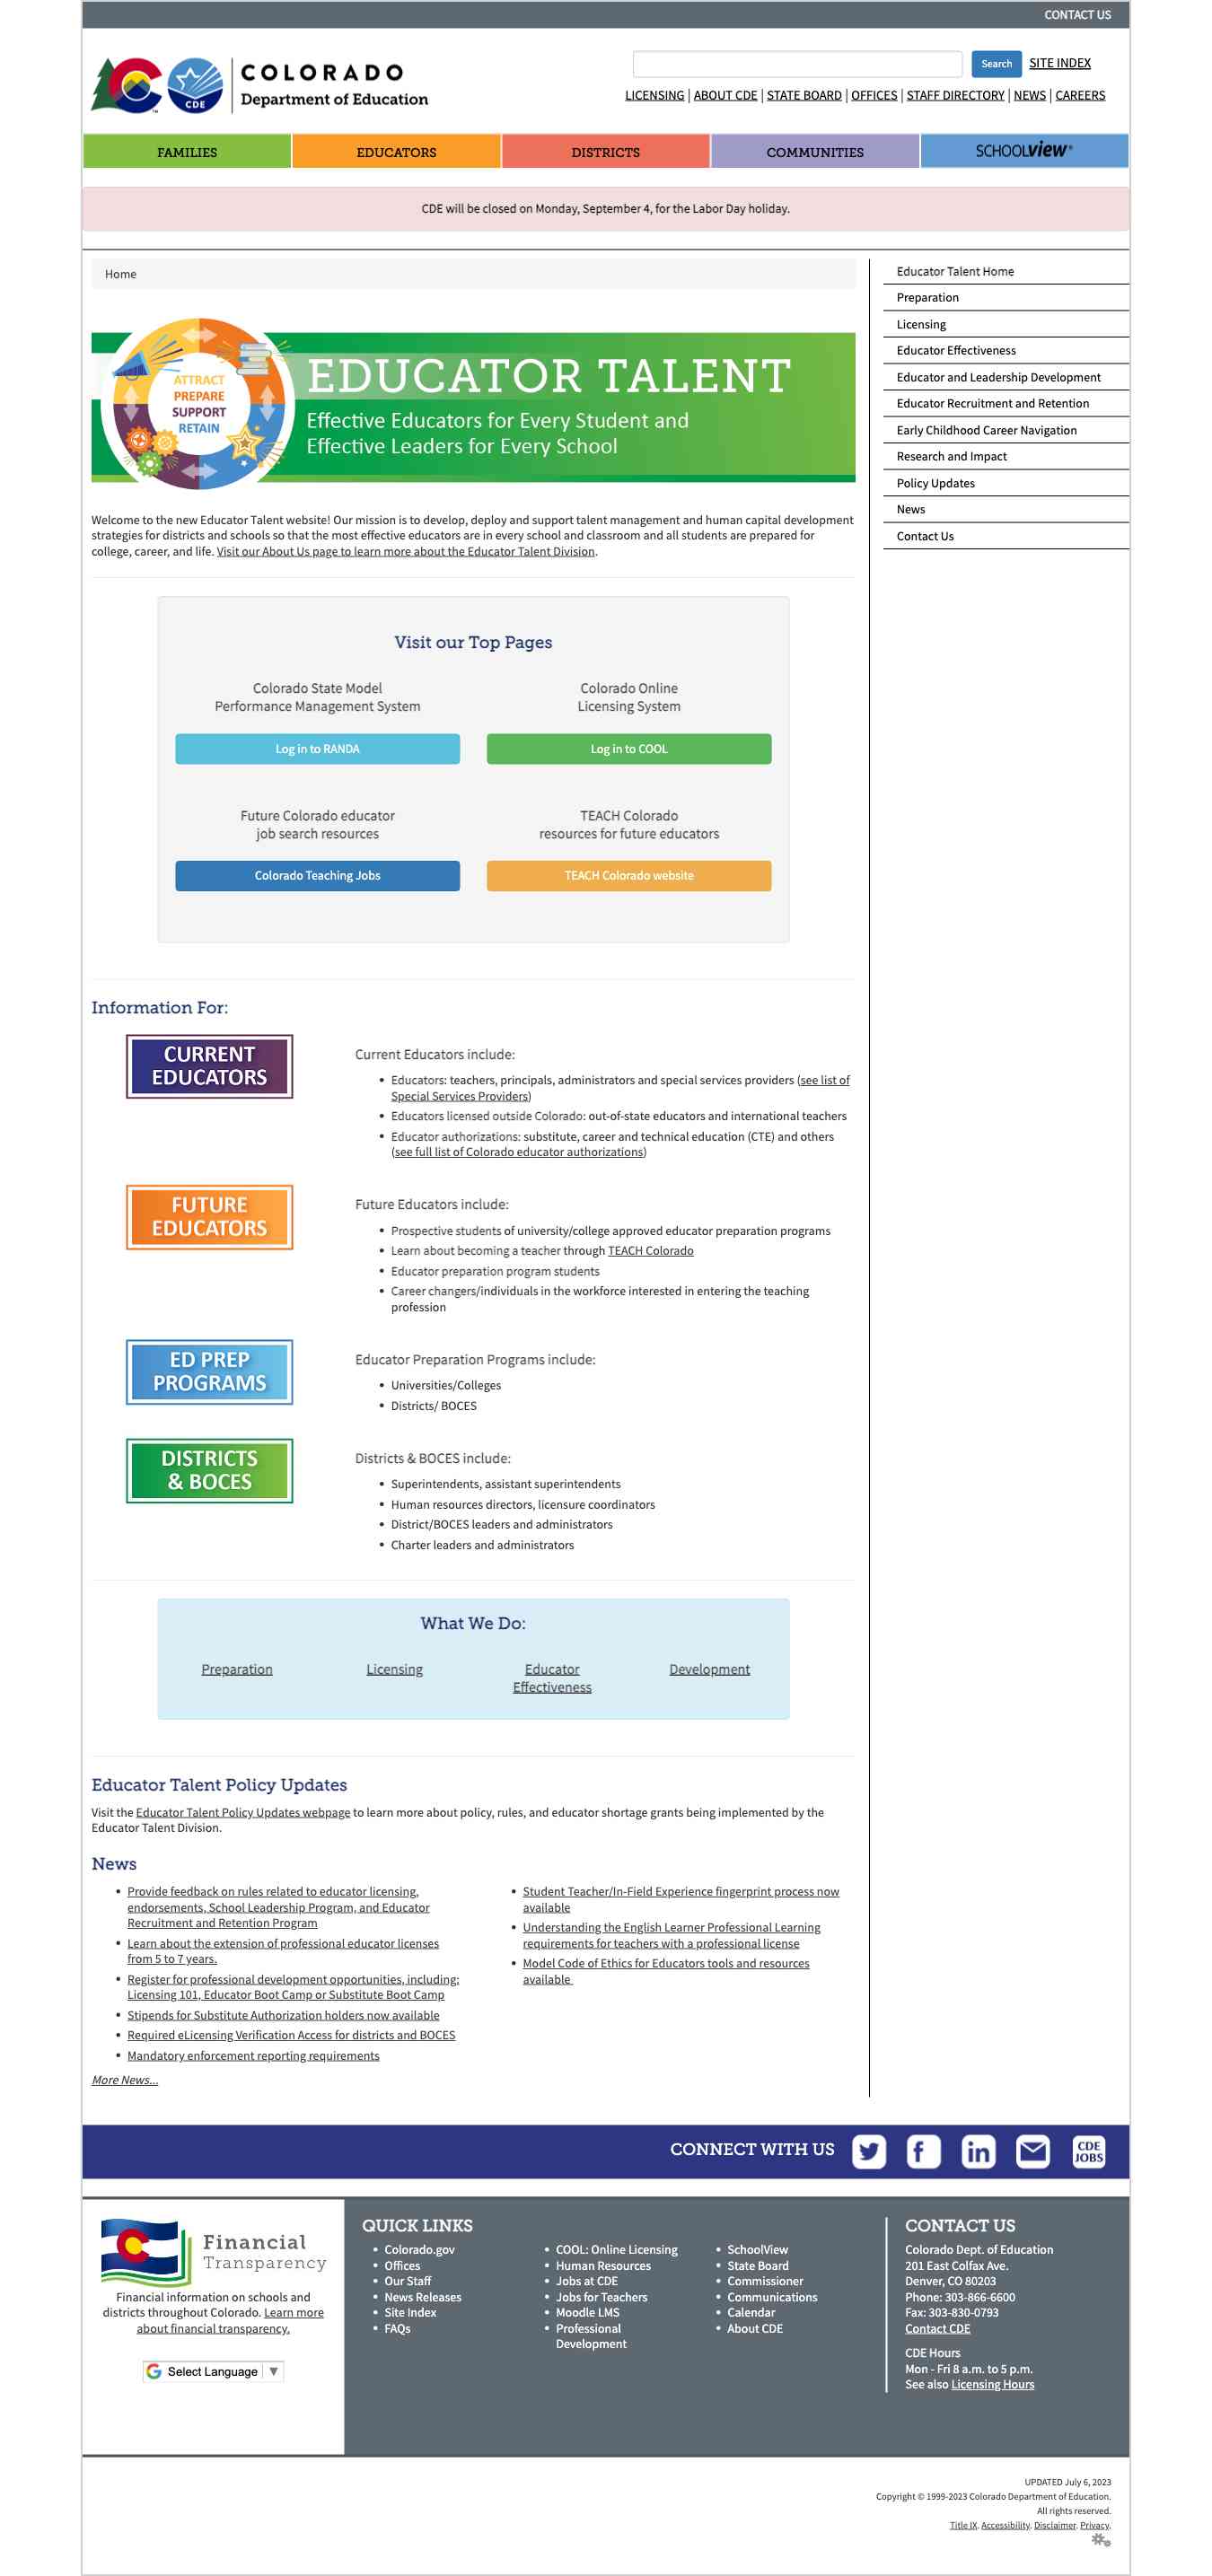 CONTACT US
COLORADO
Department of Education
CDE
Search
SITE INDEX
LICENSING | ABOUT CDE | STATE BOARD | OFFICES | STAFF DIRECTORY | NEWS | CAREERS
FAMILIES
EDUCATORS
DISTRICTS
COMMUNITIES
SCHOOLVIEW®
CDE will be closed on Monday, September 4, for the Labor Day holiday.
Home
ATTRACT
PREPARE
SUPPORT
RETAIN
EDUCATOR TALENT
Effective Educators for Every Student and
Effective Leaders for Every School
Welcome to the new Educator Talent website! Our mission is to develop, deploy and support talent management and human capital development
strategies for districts and schools so that the most effective educators are in every school and classroom and all students are prepared for
college, career, and life. Visit our About Us page to learn more about the Educator Talent Division.
Educator Talent Home
Preparation
Licensing
Educator Effectiveness
Educator and Leadership Development
Educator Recruitment and Retention
Early Childhood Career Navigation
Research and Impact
Policy Updates
News
Contact Us
Visit our Top Pages
Colorado State Model
Performance Management System
Log in to RANDA
Colorado Online
Licensing System
Log in to COOL
Future Colorado educator
job search resources
Colorado Teaching Jobs
TEACH Colorado
resources for future educators
TEACH Colorado website
Information For:
CURRENT
EDUCATORS
Current Educators include:
• Educators: teachers, principals, administrators and special services providers (see list of
Special Services Providers)
• Educators licensed outside Colorado: out-of-state educators and international teachers
• Educator authorizations: substitute, career and technical education (CTE) and others
(see full list of Colorado educator authorizations)
FUTURE
EDUCATORS
Future Educators include:
• Prospective students of university/college approved educator preparation programs
• Learn about becoming a teacher through TEACH Colorado
• Educator preparation program students
• Career changers/individuals in the workforce interested in entering the teaching
profession
ED PREP
PROGRAMS
Educator Preparation Programs include:
• Universities/Colleges
• Districts/ BOCES
DISTRICTS
& BOCES
Districts & BOCES include:
• Superintendents, assistant superintendents
• Human resources directors, licensure coordinators
• District/BOCES leaders and administrators
• Charter leaders and administrators
What We Do:
Preparation
Licensing
Educator
Effectiveness
Development
Educator Talent Policy Updates
Visit the Educator Talent Policy Updates webpage to learn more about policy, rules, and educator shortage grants being implemented by the
Educator Talent Division.
News
• Provide feedback on rules related to educator licensing,
endorsements, School Leadership Program, and Educator
Recruitment and Retention Program
• Learn about the extension of professional educator licenses
from 5 to 7 years.
• Register for professional development opportunities, including:
Licensing 101, Educator Boot Camp or Substitute Boot Camp
• Stipends for Substitute Authorization holders now available
• Required eLicensing Verification Access for districts and BOCES
• Mandatory enforcement reporting requirements
• Student Teacher/In-Field Experience fingerprint process now
available
• Understanding the English Learner Professional Learning
requirements for teachers with a professional license
• Model Code of Ethics for Educators tools and resources
available
More News...
CONNECT WITH US
CDE
JOBS
Financial
Transparency
Financial information on schools and
districts throughout Colorado. Learn more
about financial transparency.
Select Language
QUICK LINKS
• Colorado.gov
• Offices
• Our Staff
• News Releases
• Site Index
• FAQs
• COOL: Online Licensing
• Human Resources
• Jobs at CDE
• Jobs for Teachers
• Moodle LMS
• Professional
Development
• SchoolView
• State Board
• Commissioner
• Communications
• Calendar
• About CDE
CONTACT US
Colorado Dept. of Education
201 East Colfax Ave.
Denver, CO 80203
Phone: 303-866-6600
Fax: 303-830-0793
Contact CDE
CDE Hours
Mon - Fri 8 a.m. to 5 p.m.
See also Licensing Hours
UPDATED July 6, 2023
Copyright © 1999-2023 Colorado Department of Education.
All rights reserved.
Title IX. Accessibility. Disclaimer. Privacy.